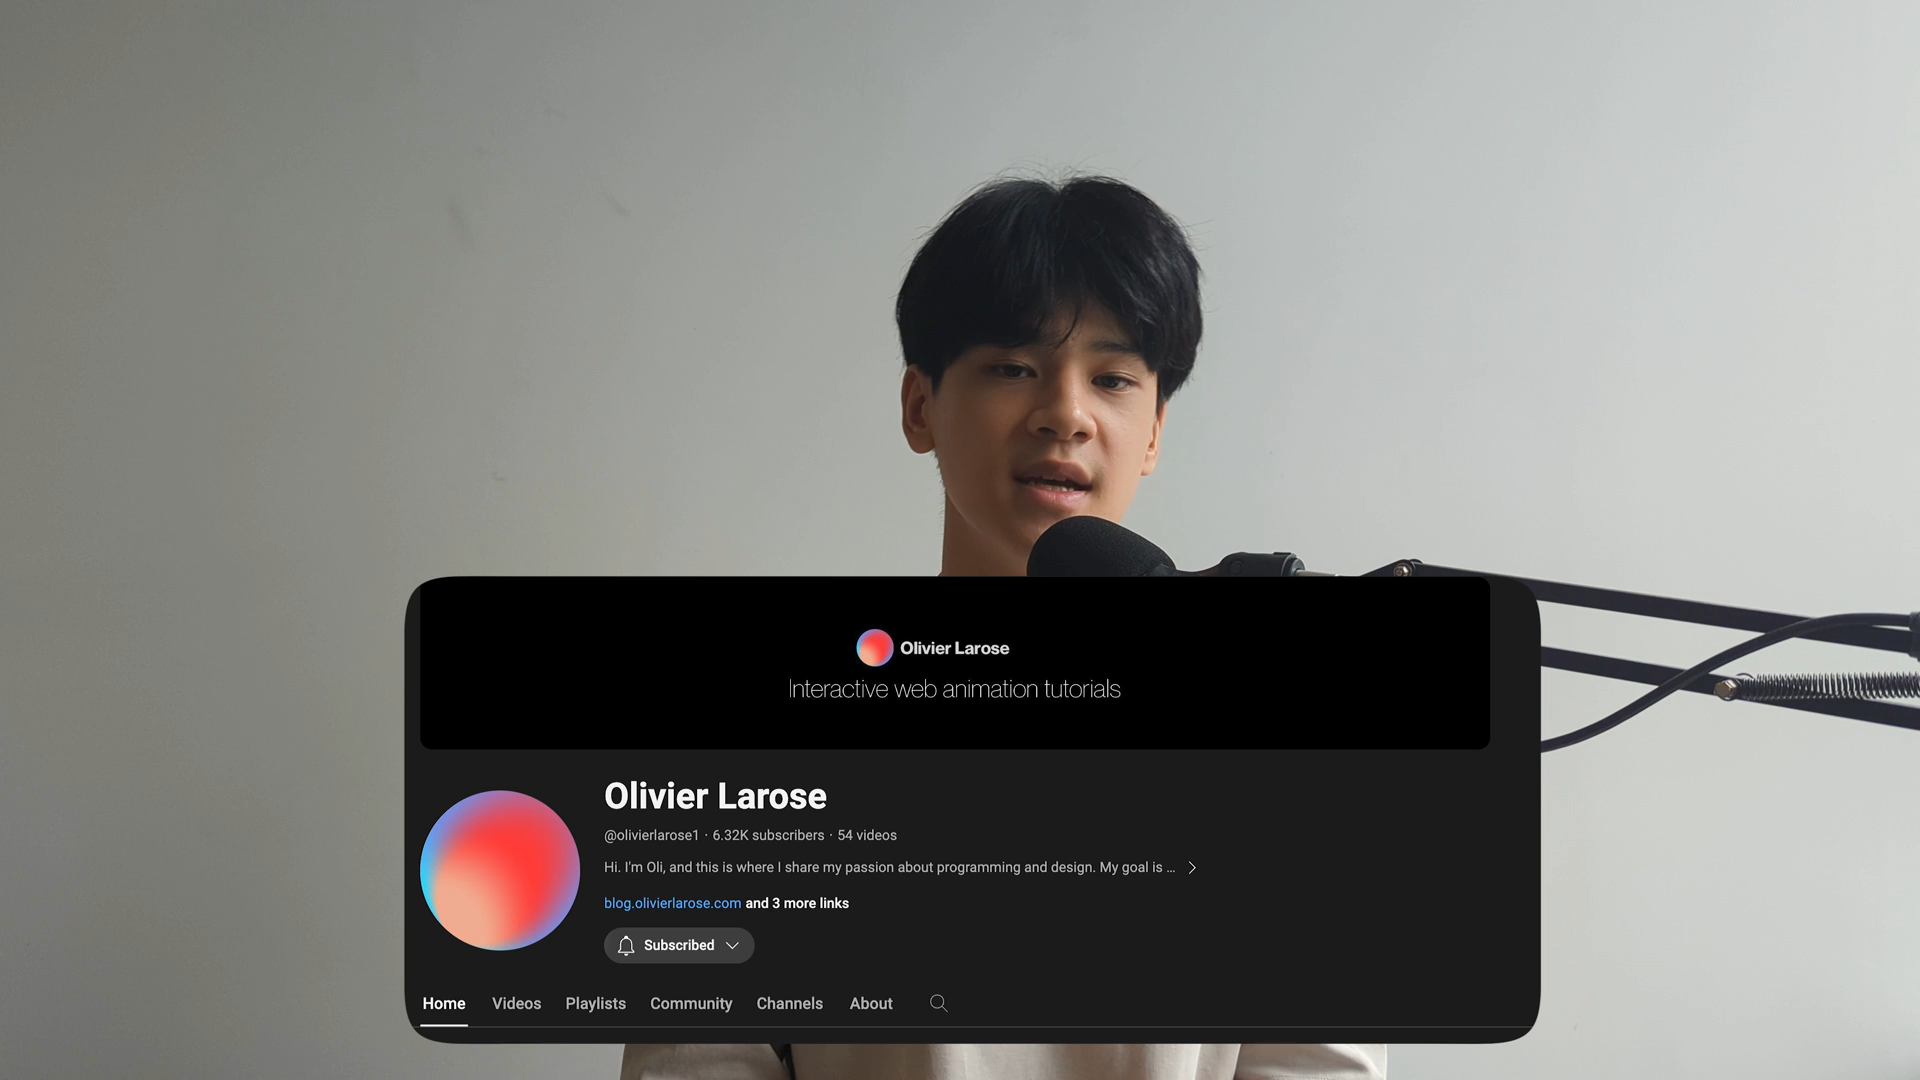 Olivier Larose
Interactive web animation tutorials
Olivier Larose
@olivierlarose1 · 6.32K subscribers · 54 videos
Hi. I'm Oli, and this is where I share my passion about programming and design. My goal is ...
blog.olivierlarose.com and 3 more links
Subscribed
Home Videos Playlists Community Channels About